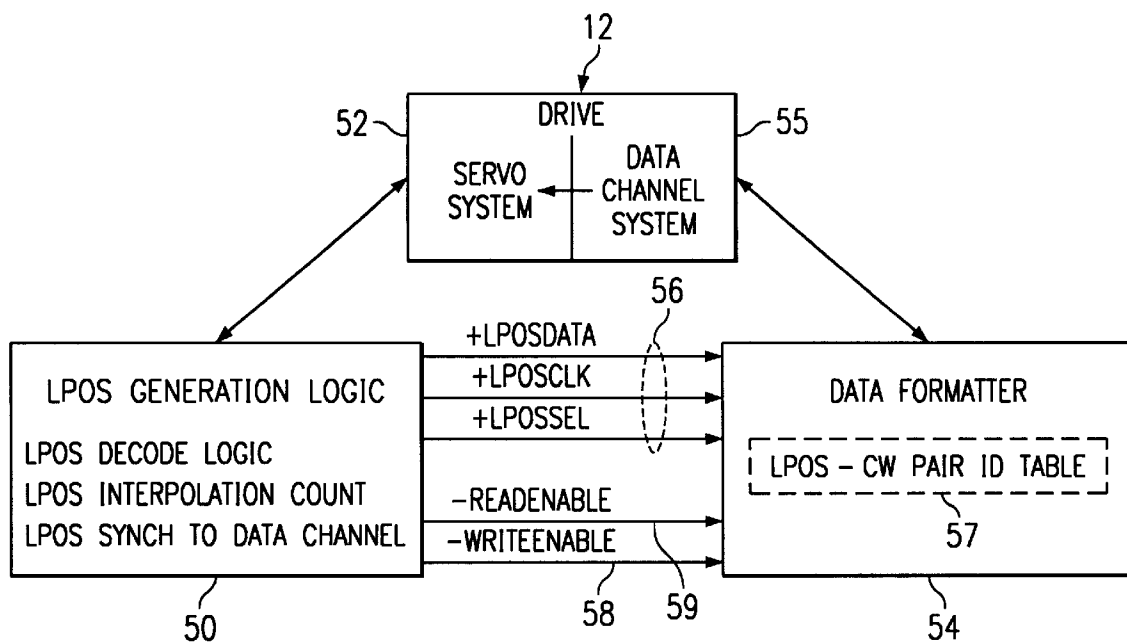 12
52
DRIVE
55
SERVO
SYSTEM
DATA
CHANNEL
SYSTEM
56
+LPOSDATA
+LPOSCLK
+LPOSSEL
-READENABLE
-WRITEENABLE
LPOS GENERATION LOGIC
LPOS DECODE LOGIC
LPOS INTERPOLATION COUNT
LPOS SYNCH TO DATA CHANNEL
DATA FORMATTER
LPOS - CW PAIR ID TABLE
57
50
58
59
54